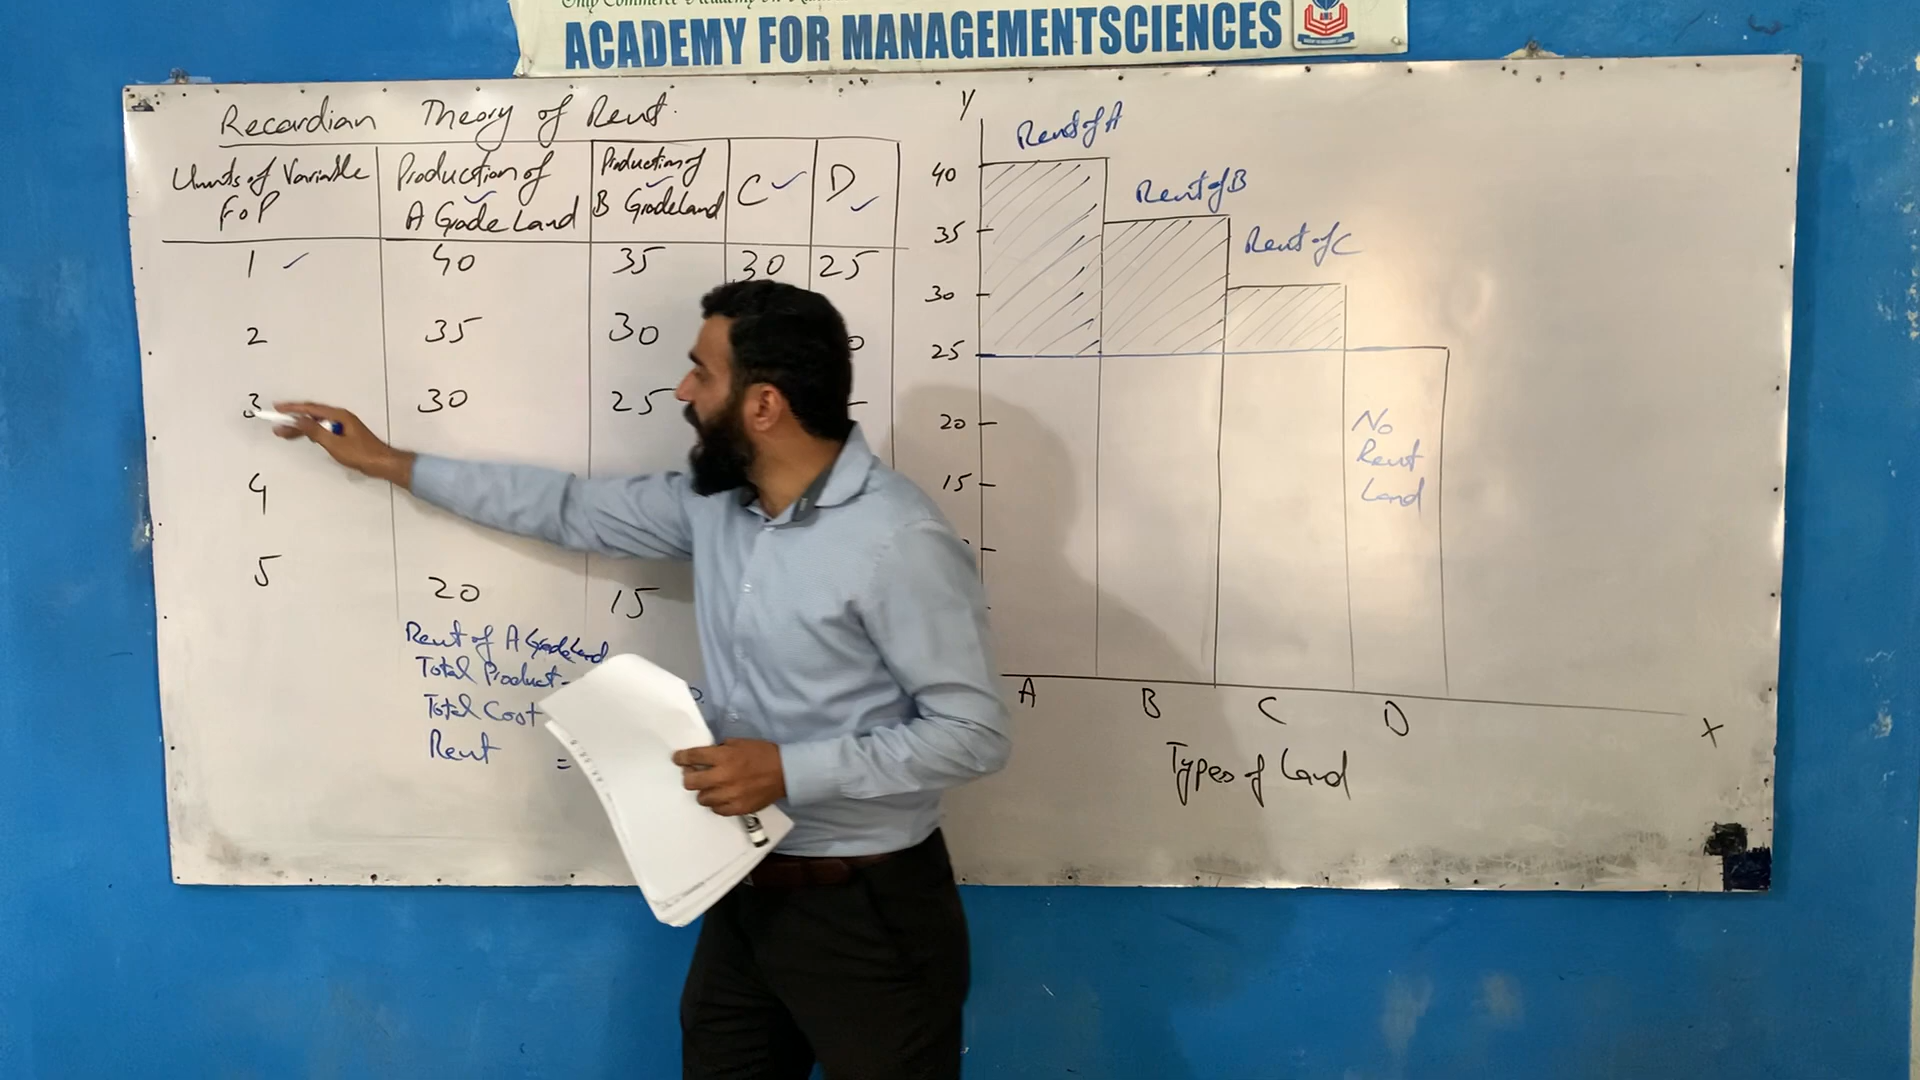 ACADEMY FOR MANAGEMENTSCIENCES
AMS
Recardian Theory of Rent.
Units of Variable FoP
Production of A Grade Land
Production of B Grade Land
C
D
1 40 35 30 25
2 35 30
3 30 25
4
5 20 15
Rent of A Grade Land
Total Product
Total Cost
Rent =
Y
Rent of A
Rent of B
Rent of C
40
35
30
25
20
15
No
Rent
Land
A B C D
X
Types of Land